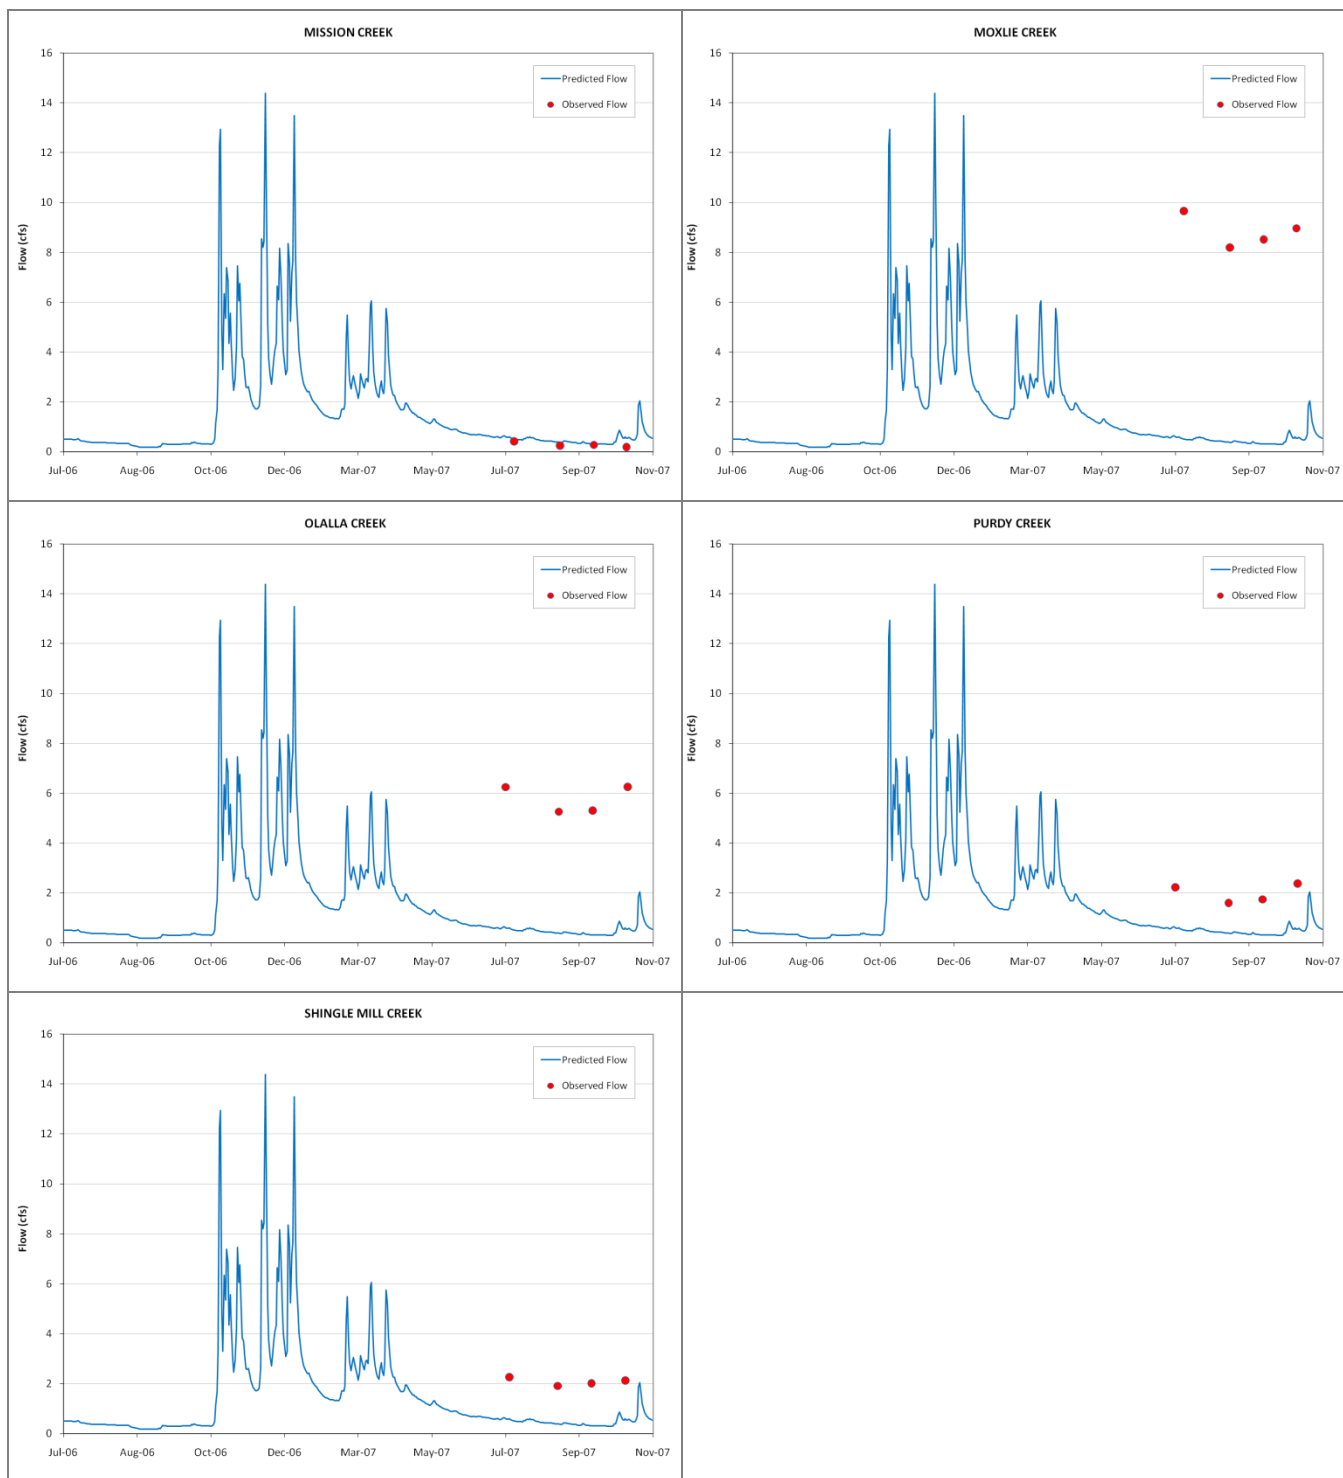 MISSION CREEK
16
14
12
10
8
6
4
2
0
Flow (cfs)
Predicted Flow
Observed Flow
Jul-06 Aug-06 Oct-06 Dec-06 Mar-07 May-07 Jul-07 Sep-07 Nov-07
MOXLIE CREEK
16
14
12
10
8
6
4
2
0
Flow (cfs)
Predicted Flow
Observed Flow
Jul-06 Aug-06 Oct-06 Dec-06 Mar-07 May-07 Jul-07 Sep-07 Nov-07
OLALLA CREEK
16
14
12
10
8
6
4
2
0
Flow (cfs)
Predicted Flow
Observed Flow
Jul-06 Aug-06 Oct-06 Dec-06 Mar-07 May-07 Jul-07 Sep-07 Nov-07
PURDY CREEK
16
14
12
10
8
6
4
2
0
Flow (cfs)
Predicted Flow
Observed Flow
Jul-06 Aug-06 Oct-06 Dec-06 Mar-07 May-07 Jul-07 Sep-07 Nov-07
SHINGLE MILL CREEK
16
14
12
10
8
6
4
2
0
Flow (cfs)
Predicted Flow
Observed Flow
Jul-06 Aug-06 Oct-06 Dec-06 Mar-07 May-07 Jul-07 Sep-07 Nov-07